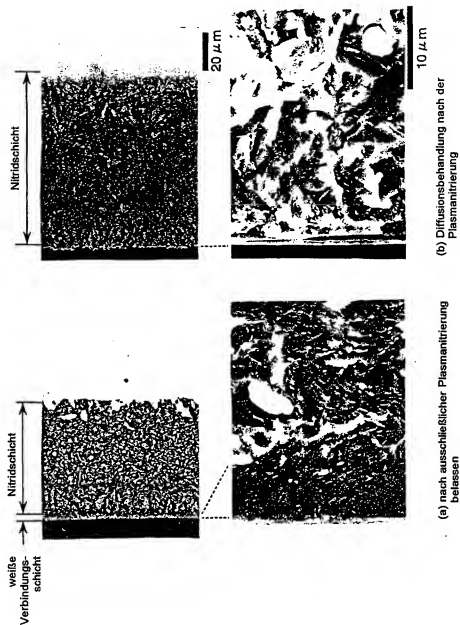 weiße
Verbindungs-
schicht
Nitridschicht
(a) nach ausschließlicher Plasmanitrierung
belassen
Nitridschicht
20 μm
10 μm
(b) Diffusionsbehandlung nach der
Plasmanitrierung